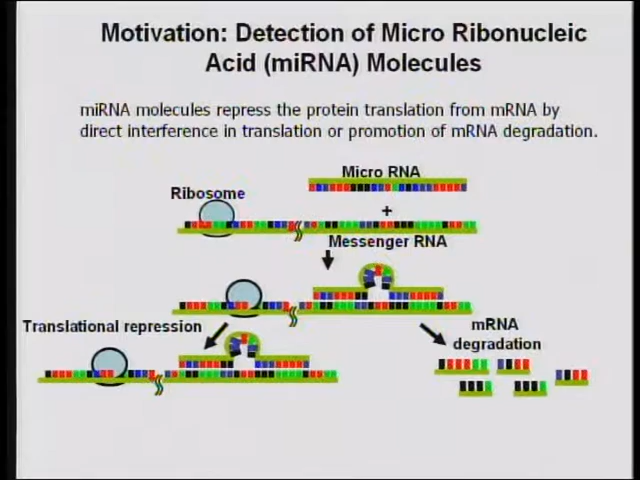 Motivation: Detection of Micro Ribonucleic
Acid (miRNA) Molecules
miRNA molecules repress the protein translation from mRNA by
direct interference in translation or promotion of mRNA degradation.
Micro RNA
Ribosome
+
Messenger RNA
Translational repression
mRNA
degradation